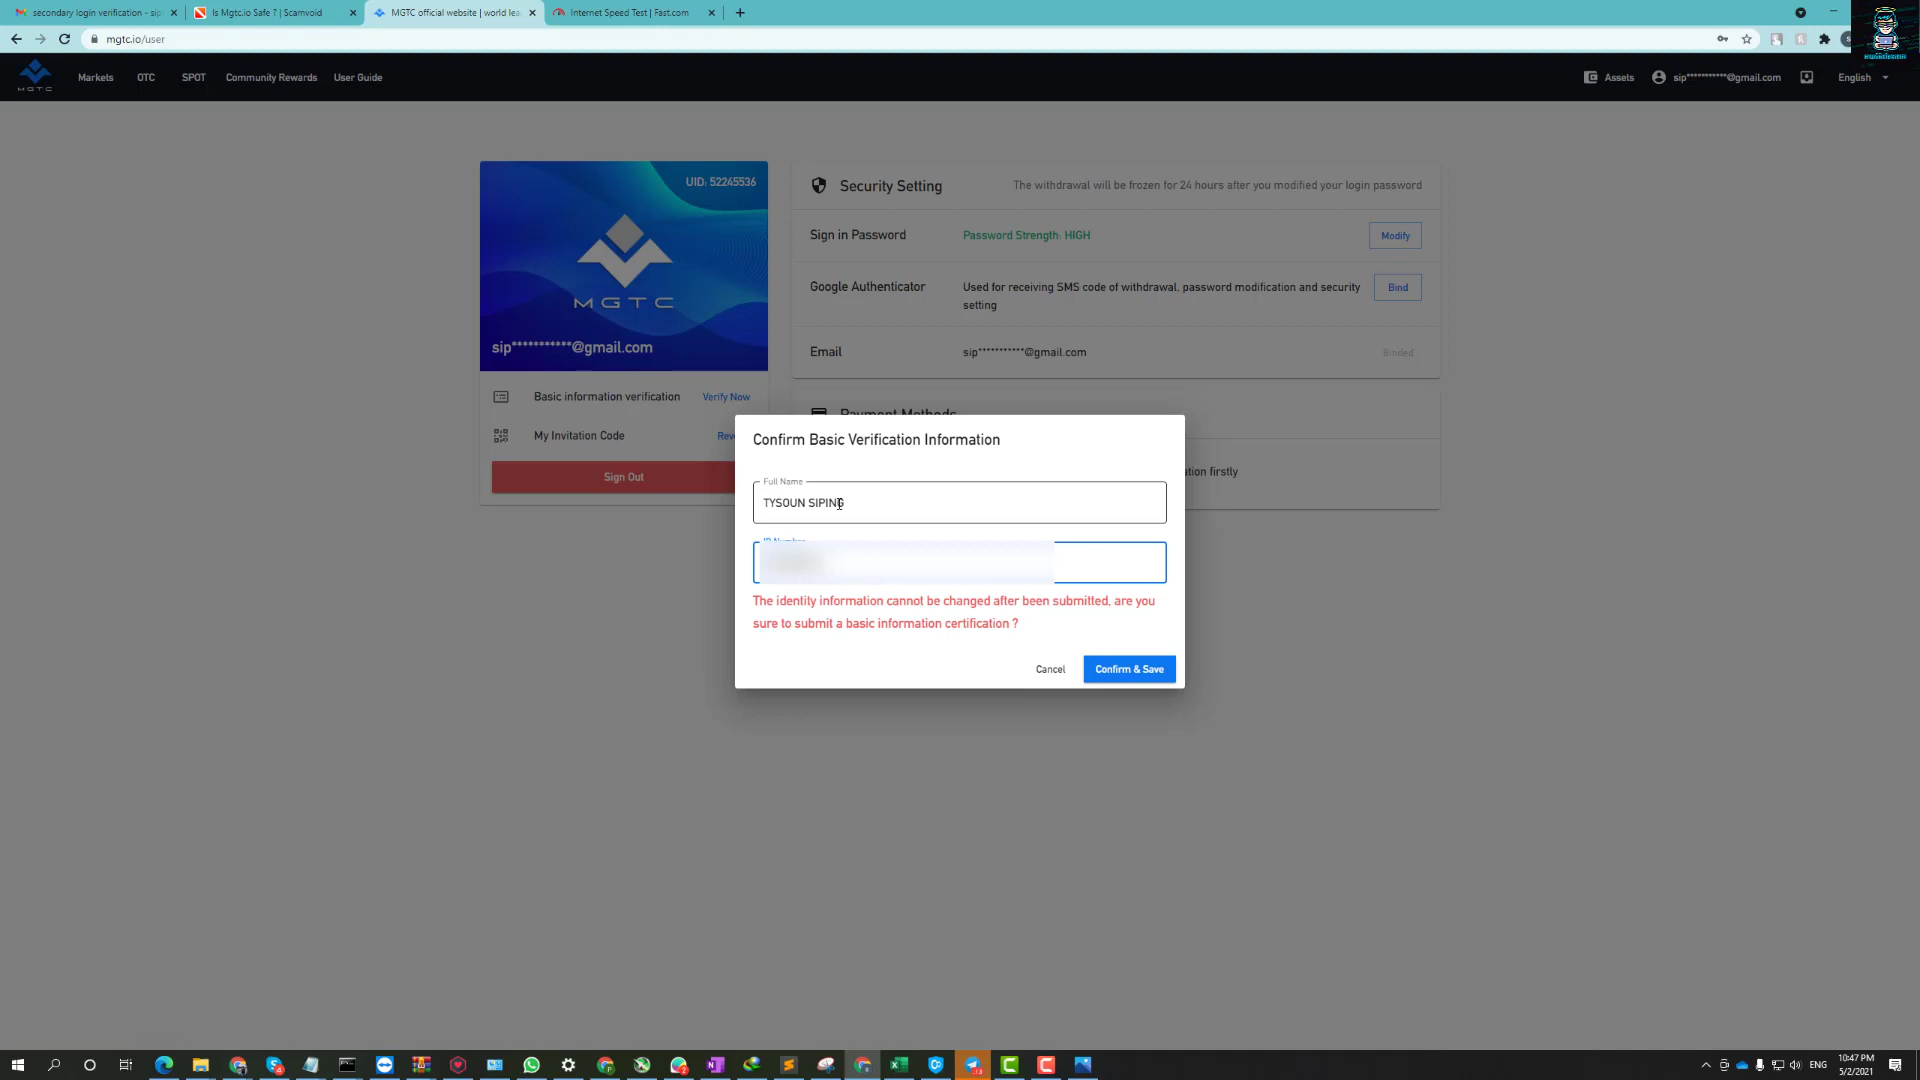 secondary login verification - sip
Is Mgtc.io Safe ? | Scamvoid
MGTC official website | world lea
Internet Speed Test | Fast.com
mgtc.io/user
MGTC
Markets
OTC
SPOT
Community Rewards
User Guide
Assets
sip***********@gmail.com
English
UID: 52245536
MGTC
sip***********@gmail.com
Basic information verification
Verify Now
My Invitation Code
Sign Out
Security Setting
The withdrawal will be frozen for 24 hours after you modified your login password
Sign in Password
Password Strength: HIGH
Modify
Google Authenticator
Used for receiving SMS code of withdrawal, password modification and security
setting
Bind
Email
sip***********@gmail.com
Binded
Payment Methods
firstly
Confirm Basic Verification Information
Full Name
TYSOUN SIPING
ID Number
The identity information cannot be changed after been submitted, are you
sure to submit a basic information certification ?
Cancel
Confirm & Save
ENG
10:47 PM
5/2/2021